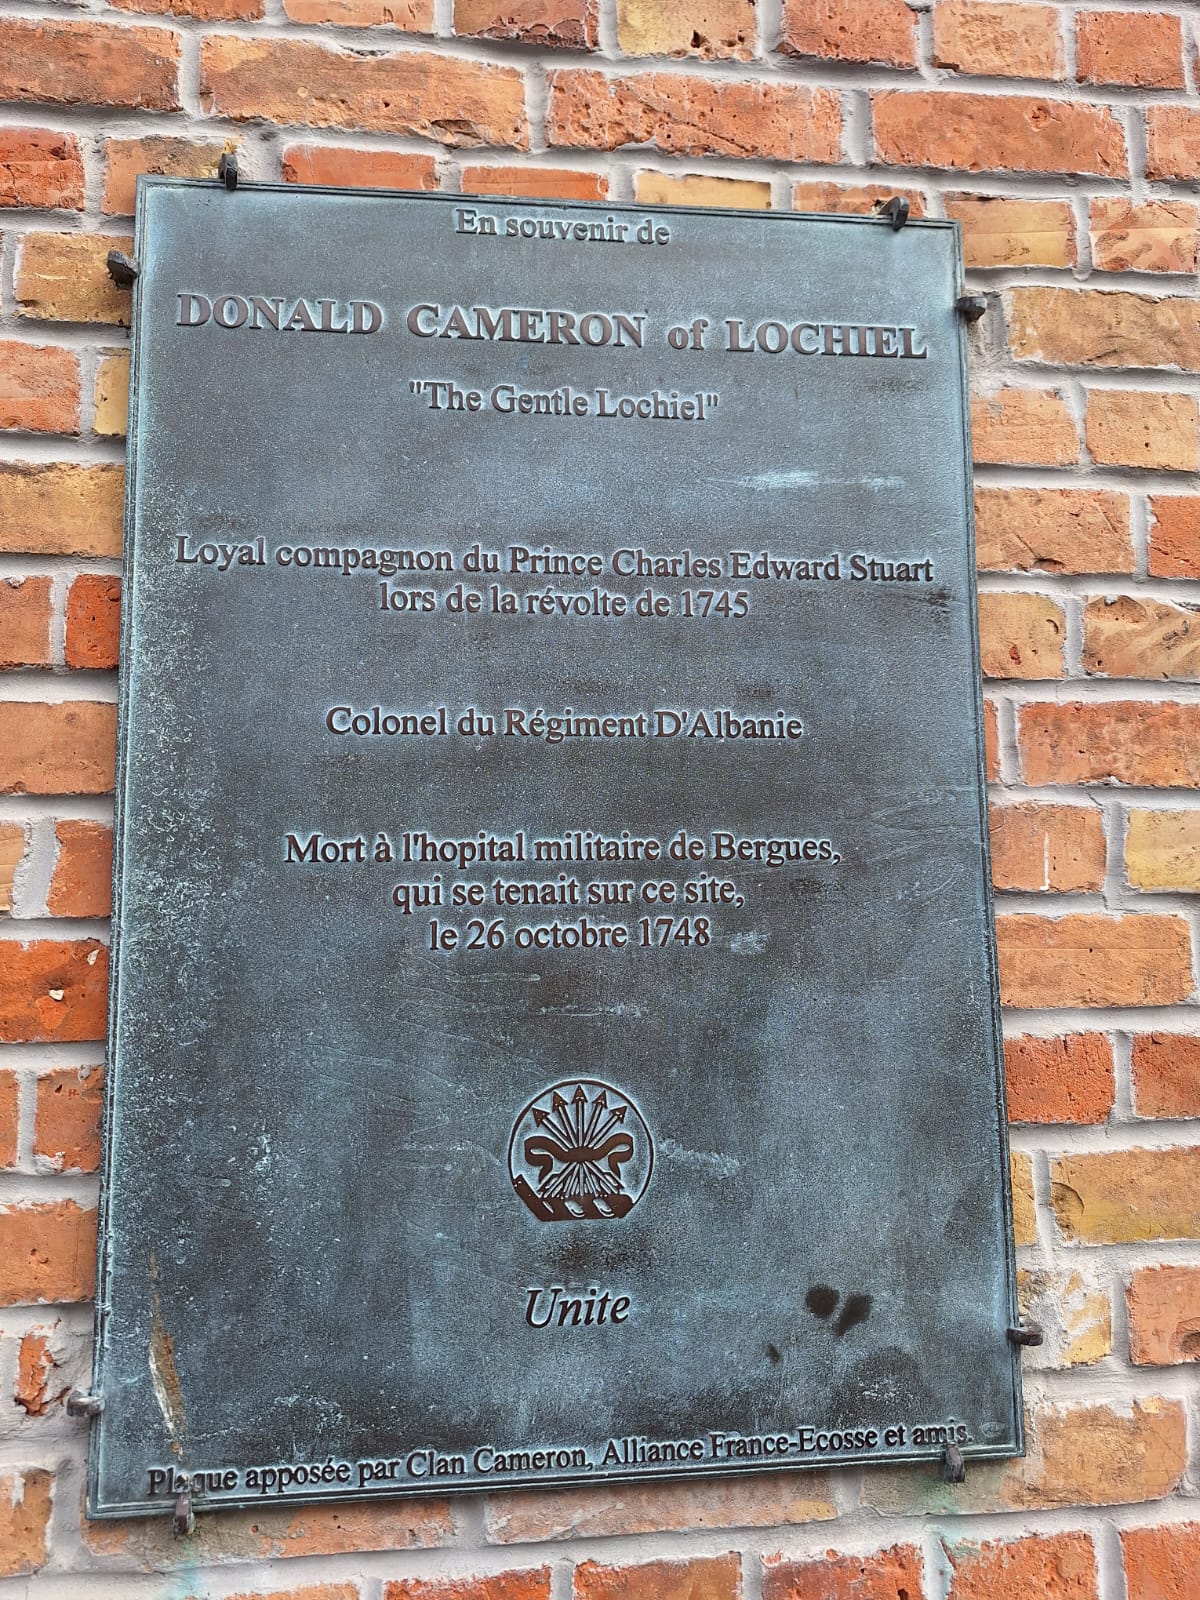 En souvenir de
DONALD CAMERON of LOCHIEL
"The Gentle Lochiel"
Loyal compagnon du Prince Charles Edward Stuart
lors de la révolte de 1745
Colonel du Régiment D'Albanie
Mort à l'hopital militaire de Bergues,
qui se tenait sur ce site,
le 26 octobre 1748
Unite
Plaque apposée par Clan Cameron, Alliance France-Ecosse et amis.